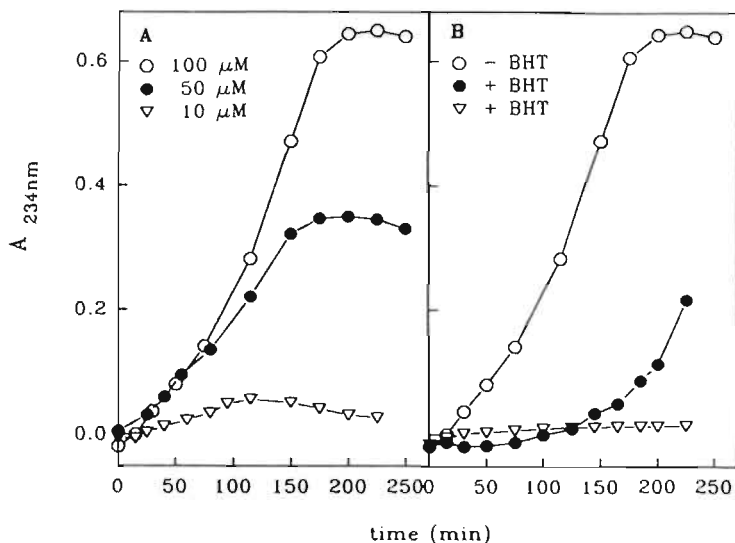 A
○ 100 μM
● 50 μM
▽ 10 μM
B
○ – BHT
● + BHT
▽ + BHT
0.6
0.4
0.2
0.0
A 234nm
0 50 100 150 200 250
0 50 100 150 200 250
time (min)